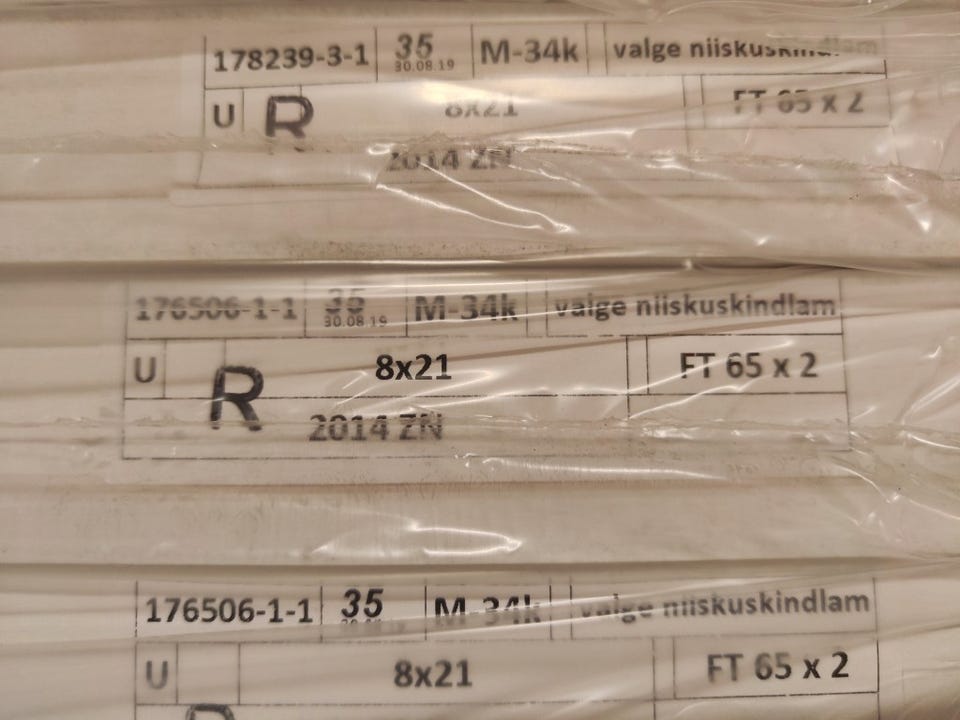 178239-3-1 35 30.08.19 M-34k valge niiskuskindlam
U R 8x21 FT 65 x 2
2014 ZN
176506-1-1 35 30.08.19 M-34k valge niiskuskindlam
U R 8x21 FT 65 x 2
2014 ZN
176506-1-1 35 M-34k valge niiskuskindlam
U 8x21 FT 65 x 2